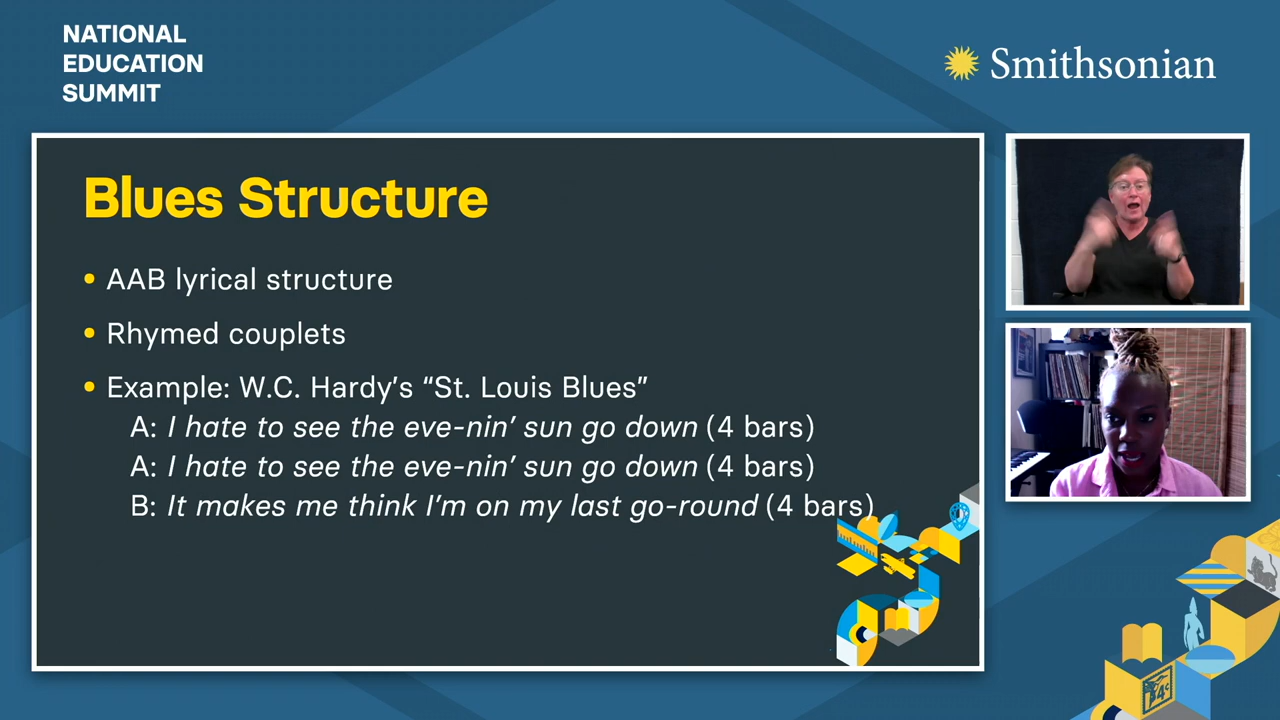 NATIONAL
EDUCATION
SUMMIT
Smithsonian
Blues Structure
• AAB lyrical structure
• Rhymed couplets
• Example: W.C. Hardy's “St. Louis Blues”
A: I hate to see the eve-nin' sun go down (4 bars)
A: I hate to see the eve-nin' sun go down (4 bars)
B: It makes me think I'm on my last go-round (4 bars)
4¢